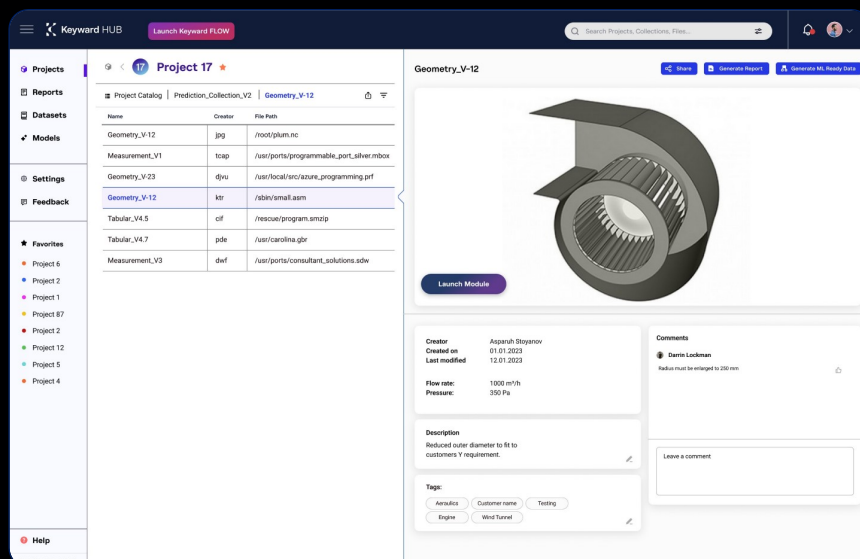 Keyward HUB
Launch Keyward FLOW
Search Projects, Collections, Files...
Projects
Reports
Datasets
Models
Settings
Feedback
Favorites
Project 6
Project 2
Project 1
Project 87
Project 2
Project 12
Project 5
Project 4
Help
17 Project 17
Project Catalog | Prediction_Collection_V2 | Geometry_V-12
Name Creator File Path
Geometry_V-12 jpg /root/plum.nc
Measurement_V1 tcap /usr/ports/programmable_port_silver.mbox
Geometry_V-23 djvu /usr/local/src/azure_programming.prf
Geometry_V-12 ktr /sbin/small.asm
Tabular_V4.5 cif /rescue/program.smzip
Tabular_V4.7 pde /usr/carolina.gbr
Measurement_V3 dwf /usr/ports/consultant_solutions.sdw
Geometry_V-12
Share
Generate Report
Generate ML Ready Data
Launch Module
Creator Asparuh Stoyanov
Created on 01.01.2023
Last modified 12.01.2023
Flow rate: 1000 m³/h
Pressure: 350 Pa
Description
Reduced outer diameter to fit to
customers Y requirement.
Tags:
Aeraulics Customer name Testing
Engine Wind Tunnel
Comments
Darrin Lockman
Radius must be enlarged to 250 mm
Leave a comment